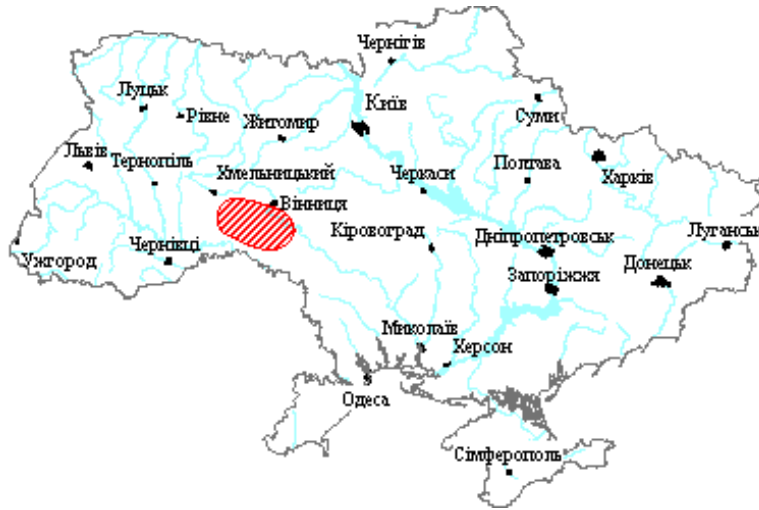 Чернігів
Луцьк
Рівне
Київ
Суми
Житомир
Львів
Тернопіль
Хмельницький
Вінниця
Черкаси
Полтава
Харків
Чернівці
Кіровоград
Дніпропетровськ
Луганськ
Ужгород
Запоріжжя
Донецьк
Миколаїв
Херсон
Одеса
Сімферополь